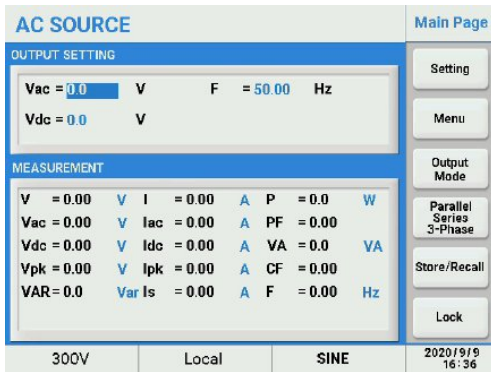 AC SOURCE
Main Page
OUTPUT SETTING
Vac = 0.0 V F = 50.00 Hz
Vdc = 0.0 V
MEASUREMENT
V = 0.00 V I = 0.00 A P = 0.0 W
Vac = 0.00 V Iac = 0.00 A PF = 0.00
Vdc = 0.00 V Idc = 0.00 A VA = 0.0 VA
Vpk = 0.00 V Ipk = 0.00 A CF = 0.00
VAR= 0.0 Var Is = 0.00 A F = 0.00 Hz
300V Local SINE
Setting
Menu
Output
Mode
Parallel
Series
3-Phase
Store/Recall
Lock
2020/9/9
16:36